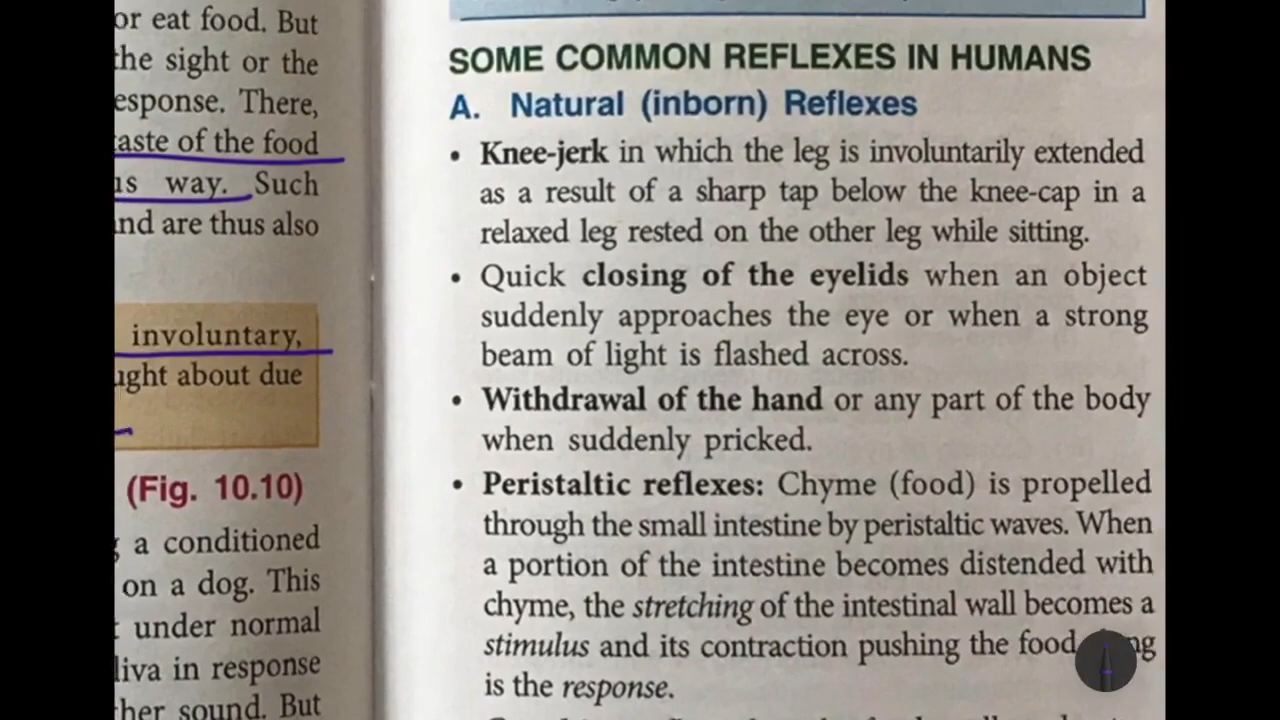 or eat food. But
the sight or the
esponse. There,
taste of the food
is way. Such
and are thus also
involuntary,
ught about due
(Fig. 10.10)
g a conditioned
on a dog. This
under normal
liva in response
her sound. But
SOME COMMON REFLEXES IN HUMANS
A. Natural (inborn) Reflexes
• Knee-jerk in which the leg is involuntarily extended
as a result of a sharp tap below the knee-cap in a
relaxed leg rested on the other leg while sitting.
• Quick closing of the eyelids when an object
suddenly approaches the eye or when a strong
beam of light is flashed across.
• Withdrawal of the hand or any part of the body
when suddenly pricked.
• Peristaltic reflexes: Chyme (food) is propelled
through the small intestine by peristaltic waves. When
a portion of the intestine becomes distended with
chyme, the stretching of the intestinal wall becomes a
stimulus and its contraction pushing the food
is the response.